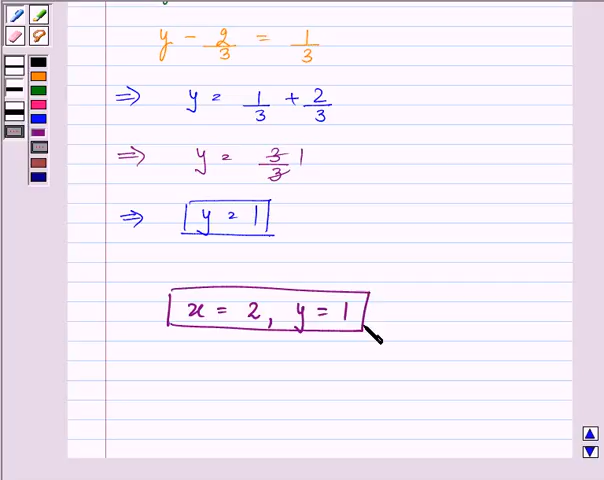 y - 2/3 = 1/3
⇒ y = 1/3 + 2/3
⇒ y = 3/3 1
⇒ y = 1
x = 2, y = 1